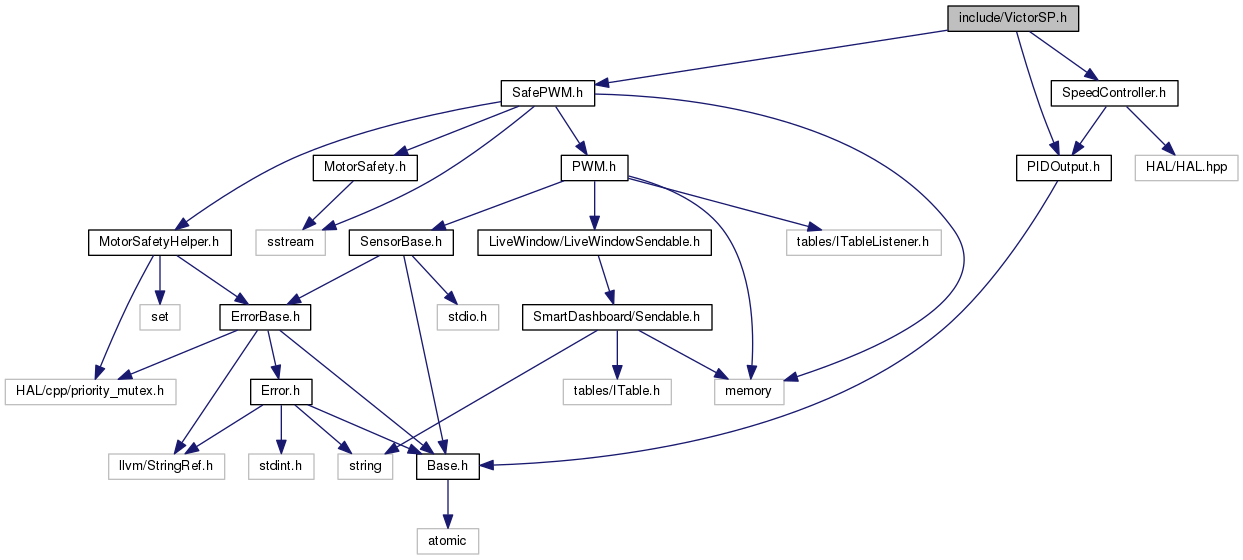 include/VictorSP.h
SafePWM.h
SpeedController.h
MotorSafety.h
PWM.h
PIDOutput.h
HAL/HAL.hpp
MotorSafetyHelper.h
sstream
SensorBase.h
LiveWindow/LiveWindowSendable.h
tables/ITableListener.h
set
ErrorBase.h
stdio.h
SmartDashboard/Sendable.h
HAL/cpp/priority_mutex.h
Error.h
tables/ITable.h
memory
llvm/StringRef.h
stdint.h
string
Base.h
atomic